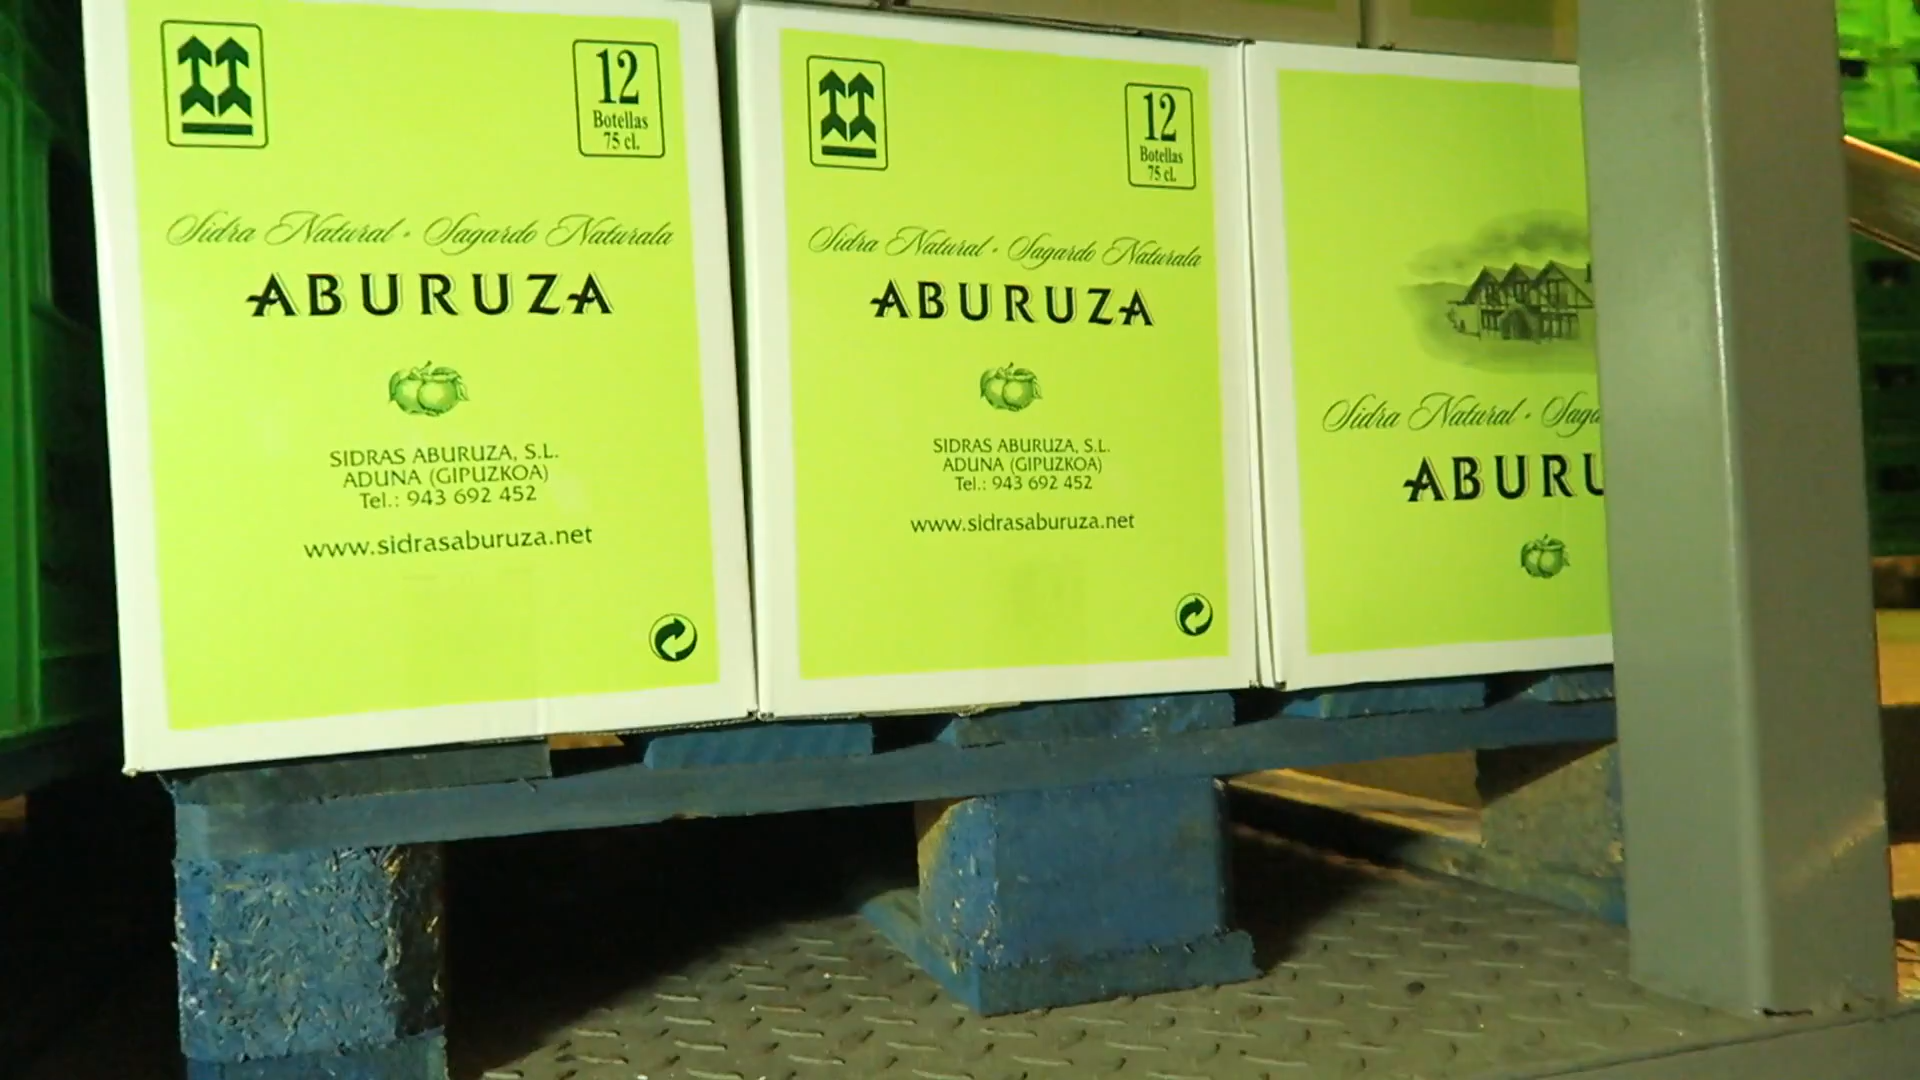 12
Botellas
75 cl.
Sidra Natural · Sagardo Naturala
ABURUZA
SIDRAS ABURUZA, S.L.
ADUNA (GIPUZKOA)
Tel.: 943 692 452
www.sidrasaburuza.net
12
Botellas
75 cl.
Sidra Natural · Sagardo Naturala
ABURUZA
SIDRAS ABURUZA, S.L.
ADUNA (GIPUZKOA)
Tel.: 943 692 452
www.sidrasaburuza.net
Sidra Natural · Saga
ABURU